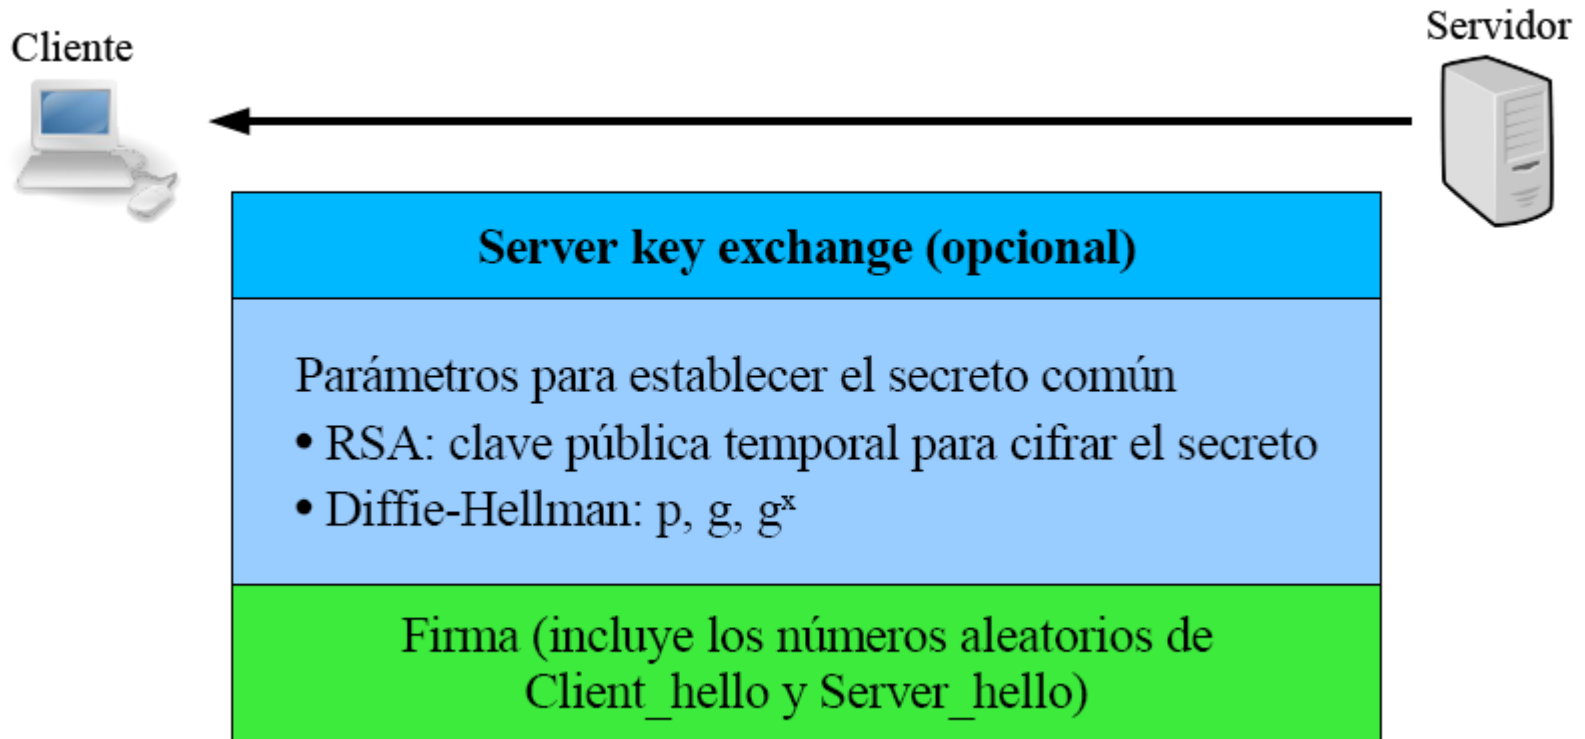 Cliente
Servidor
Server key exchange (opcional)
Parámetros para establecer el secreto común
• RSA: clave pública temporal para cifrar el secreto
• Diffie-Hellman: p, g, gˣ
Firma (incluye los números aleatorios de
Client_hello y Server_hello)